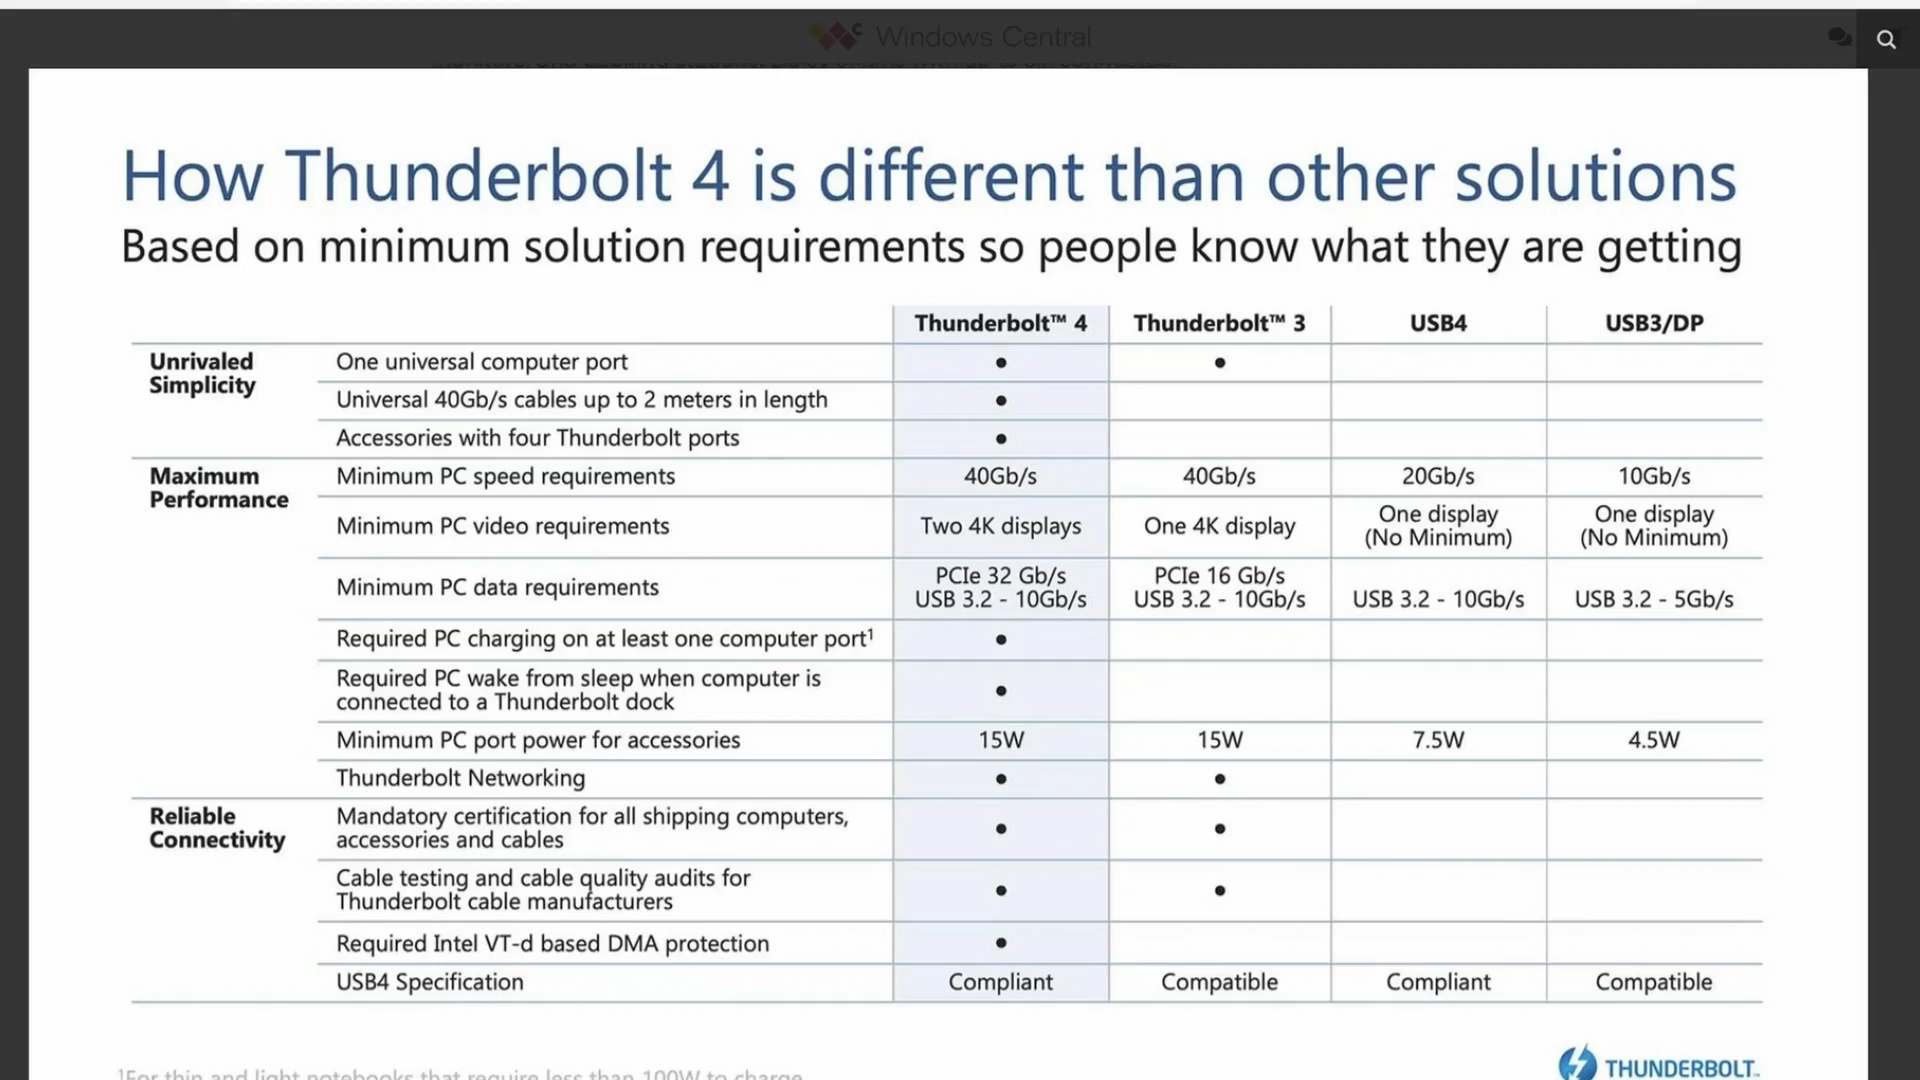 Windows Central
How Thunderbolt 4 is different than other solutions
Based on minimum solution requirements so people know what they are getting
Thunderbolt™ 4 Thunderbolt™ 3 USB4 USB3/DP
Unrivaled
Simplicity
One universal computer port • •
Universal 40Gb/s cables up to 2 meters in length •
Accessories with four Thunderbolt ports •
Maximum
Performance
Minimum PC speed requirements 40Gb/s 40Gb/s 20Gb/s 10Gb/s
Minimum PC video requirements Two 4K displays One 4K display One display
(No Minimum) One display
(No Minimum)
Minimum PC data requirements PCIe 32 Gb/s
USB 3.2 - 10Gb/s PCIe 16 Gb/s
USB 3.2 - 10Gb/s USB 3.2 - 10Gb/s USB 3.2 - 5Gb/s
Required PC charging on at least one computer port¹ •
Required PC wake from sleep when computer is
connected to a Thunderbolt dock •
Minimum PC port power for accessories 15W 15W 7.5W 4.5W
Thunderbolt Networking • •
Reliable
Connectivity
Mandatory certification for all shipping computers,
accessories and cables • •
Cable testing and cable quality audits for
Thunderbolt cable manufacturers • •
Required Intel VT-d based DMA protection •
USB4 Specification Compliant Compatible Compliant Compatible
¹For thin and light notebooks that require less than 100W to charge
THUNDERBOLT™